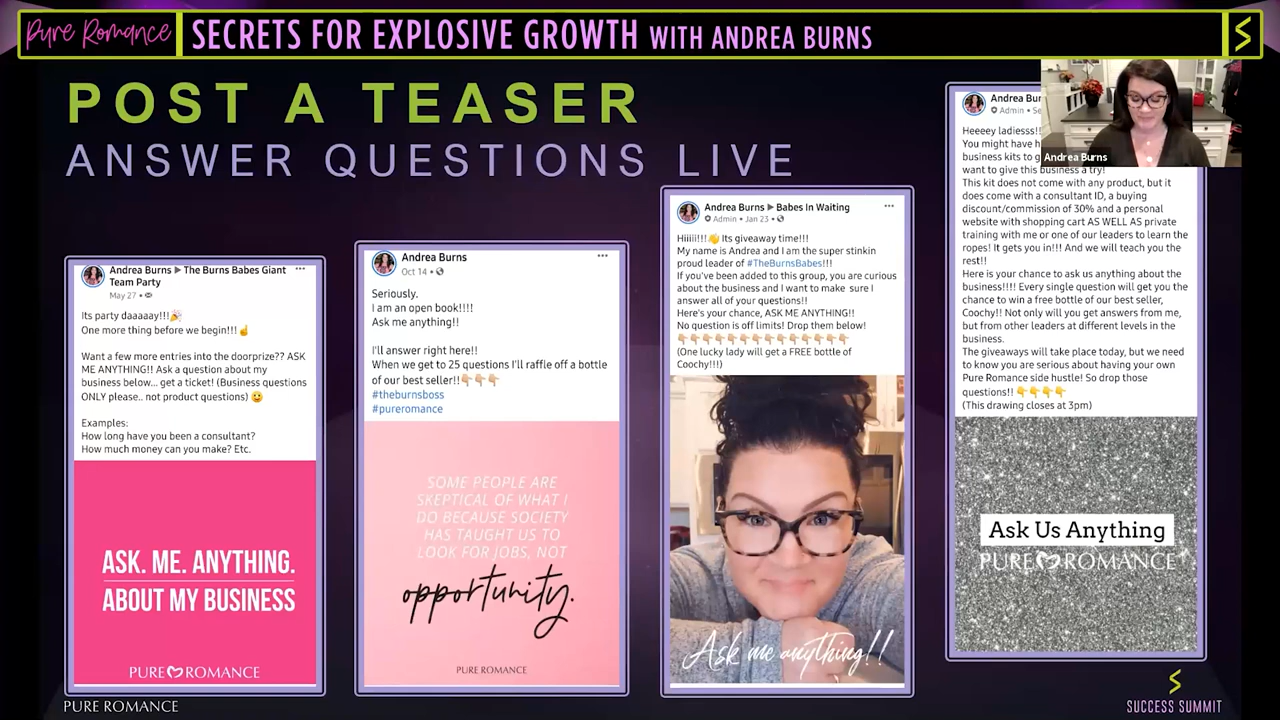 Pure Romance
SECRETS FOR EXPLOSIVE GROWTH WITH ANDREA BURNS
POST A TEASER
ANSWER QUESTIONS LIVE
Andrea Burns ▶ The Burns Babes Giant
Team Party
May 27
Its party daaaaay!!!🎉
One more thing before we begin!!!☝
Want a few more entries into the doorprize?? ASK
ME ANYTHING!! Ask a question about my
business below... get a ticket! (Business questions
ONLY please.. not product questions) 😃
Examples:
How long have you been a consultant?
How much money can you make? Etc.
ASK. ME. ANYTHING.
ABOUT MY BUSINESS
PURE ROMANCE
Andrea Burns
Oct 14
Seriously.
I am an open book!!!!
Ask me anything!!
I'll answer right here!!
When we get to 25 questions I'll raffle off a bottle
of our best seller!!👇🏼👇🏼👇🏼
#theburnsboss
#pureromance
SOME PEOPLE ARE
SKEPTICAL OF WHAT I
DO BECAUSE SOCIETY
HAS TAUGHT US TO
LOOK FOR JOBS, NOT
opportunity.
PURE ROMANCE
Andrea Burns ▶ Babes In Waiting
Admin • Jan 23
Hiiiii!!!👋 Its giveaway time!!!
My name is Andrea and I am the super stinkin
proud leader of #TheBurnsBabes!!!
If you've been added to this group, you are curious
about the business and I want to make sure I
answer all of your questions!!
Here's your chance, ASK ME ANYTHING!!
No question is off limits! Drop them below!
👇🏼👇🏼👇🏼👇🏼👇🏼👇🏼👇🏼👇🏼👇🏼👇🏼👇🏼👇🏼
(One lucky lady will get a FREE bottle of
Coochy!!!)
Ask me anything!!
Andrea Bur
Admin • Se
Heeeey ladiesss!!
You might have h
business kits to g
want to give this business a try!
This kit does not come with any product, but it
does come with a consultant ID, a buying
discount/commission of 30% and a personal
website with shopping cart AS WELL AS private
training with me or one of our leaders to learn the
ropes! It gets you in!!! And we will teach you the
rest!!
Here is your chance to ask us anything about the
business!!!! Every single question will get you the
chance to win a free bottle of our best seller,
Coochy!! Not only will you get answers from me,
but from other leaders at different levels in the
business.
The giveaways will take place today, but we need
to know you are serious about having your own
Pure Romance side hustle! So drop those
questions!! 👇👇👇👇
(This drawing closes at 3pm)
Ask Us Anything
PURE ROMANCE
Andrea Burns
PURE ROMANCE
SUCCESS SUMMIT